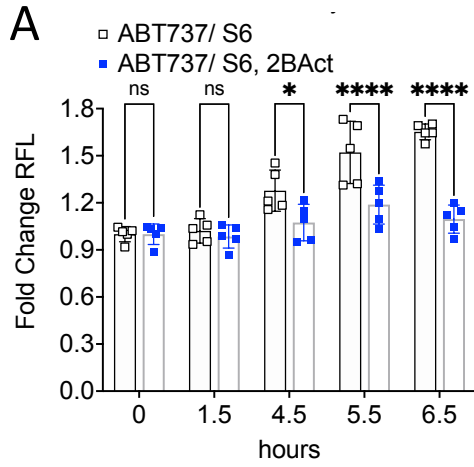 A
ABT737/ S6
ABT737/ S6, 2BAct
ns ns * **** ****
Fold Change RFL
1.8
1.5
1.2
0.9
0.6
0.3
0.0
0 1.5 4.5 5.5 6.5
hours